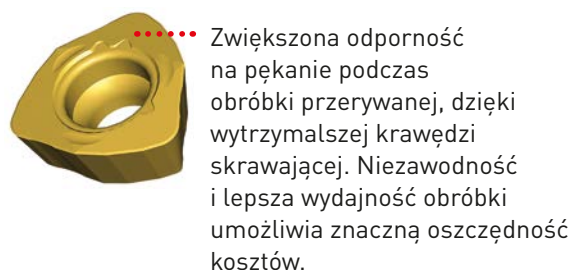 Zwiększona odporność
na pękanie podczas
obróbki przerywanej, dzięki
wytrzymalszej krawędzi
skrawającej. Niezawodność
i lepsza wydajność obróbki
umożliwia znaczną oszczędność
kosztów.